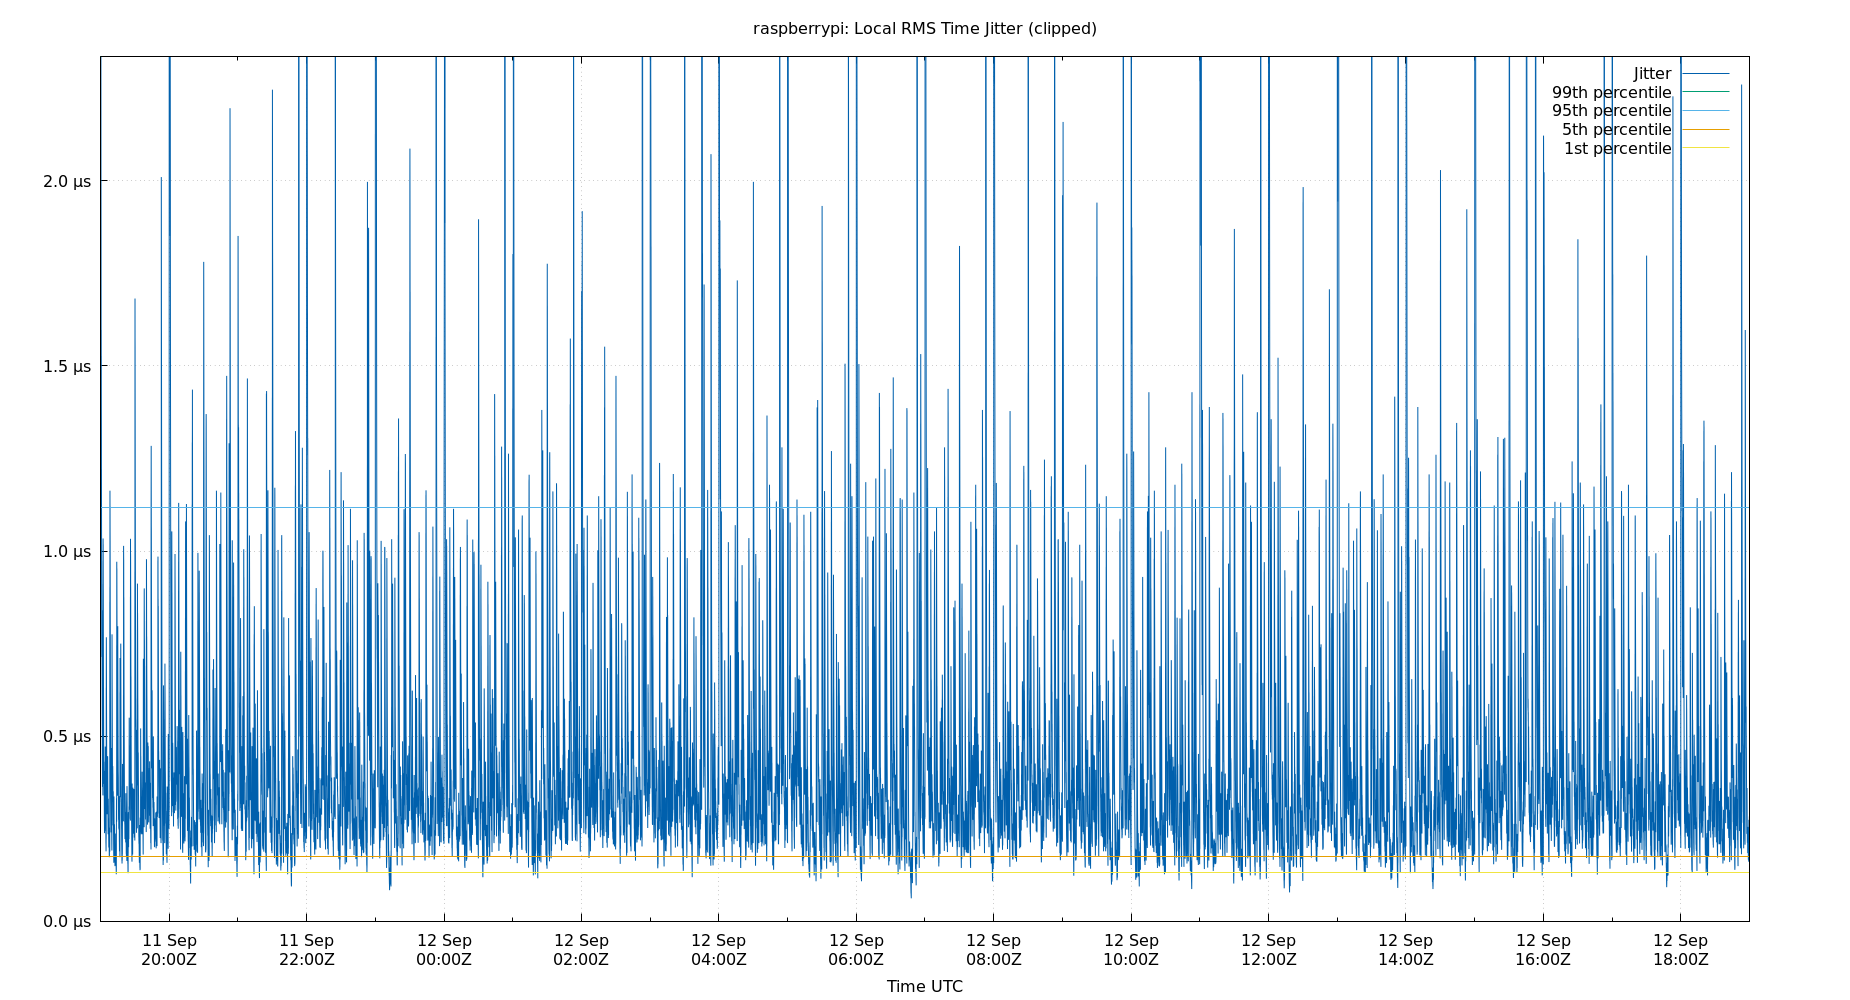 raspberrypi: Local RMS Time Jitter (clipped)
Jitter
99th percentile
95th percentile
5th percentile
1st percentile
2.0 µs
1.5 µs
1.0 µs
0.5 µs
0.0 µs
11 Sep 11 Sep 12 Sep 12 Sep 12 Sep 12 Sep 12 Sep 12 Sep 12 Sep 12 Sep 12 Sep 12 Sep
20:00Z 22:00Z 00:00Z 02:00Z 04:00Z 06:00Z 08:00Z 10:00Z 12:00Z 14:00Z 16:00Z 18:00Z
Time UTC